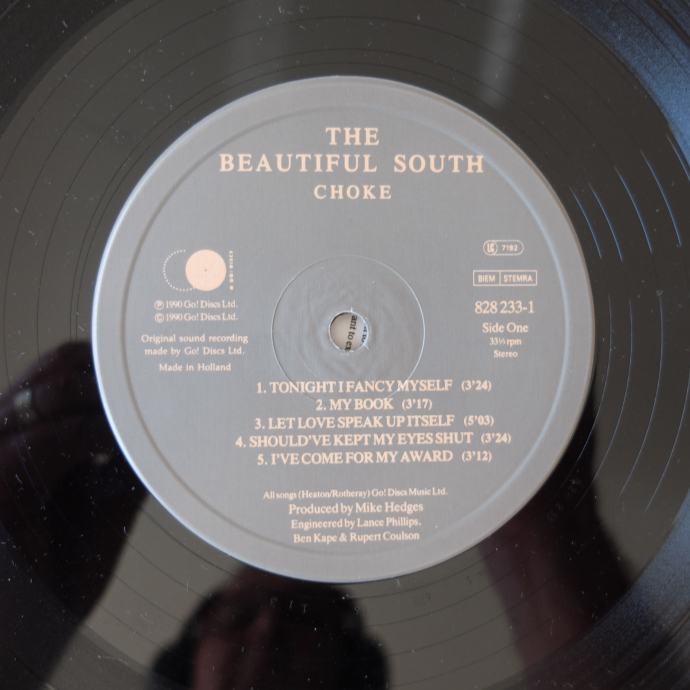 THE
BEAUTIFUL SOUTH
CHOKE
GO! DISCS
LC 7182
BIEM STEMRA
℗ 1990 Go! Discs Ltd.
© 1990 Go! Discs Ltd.
Original sound recording
made by Go! Discs Ltd.
Made in Holland
828 233-1
Side One
33⅓ rpm
Stereo
1. TONIGHT I FANCY MYSELF (3'24)
2. MY BOOK (3'17)
3. LET LOVE SPEAK UP ITSELF (5'03)
4. SHOULD'VE KEPT MY EYES SHUT (3'24)
5. I'VE COME FOR MY AWARD (3'12)
All songs (Heaton/Rotheray) Go! Discs Music Ltd.
Produced by Mike Hedges
Engineered by Lance Phillips,
Ben Kape & Rupert Coulson